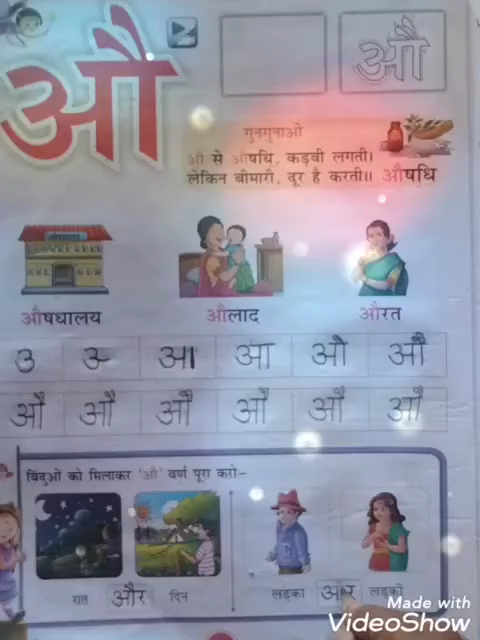 औ
औ
गुनगुनाओ
औ से औषधि, कड़वी लगती।
लेकिन बीमारी, दूर है करती॥
औषधि
औषधालय
औलाद
औरत
उ उ आ आ ओ औ
औ औ औ औ औ औ
बिंदुओं को मिलाकर 'औ' वर्ण पूरा करो–
रात और दिन
लड़का और लड़की
Made with
VideoShow